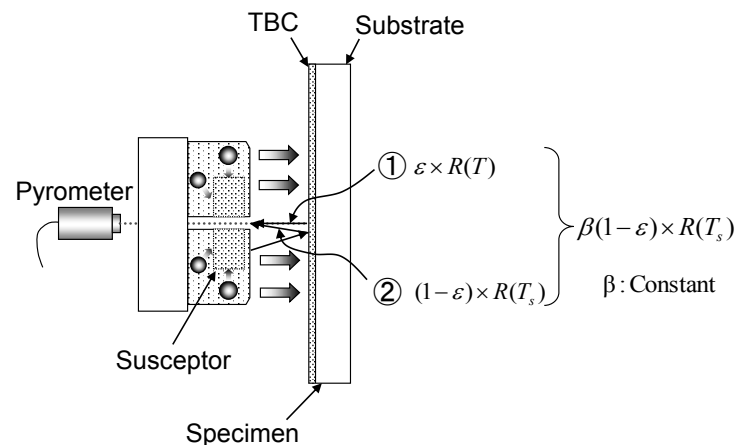 TBC
Substrate
① ε × R(T)
Pyrometer
β(1−ε) × R(Tₛ)
② (1−ε) × R(Tₛ)
β : Constant
Susceptor
Specimen